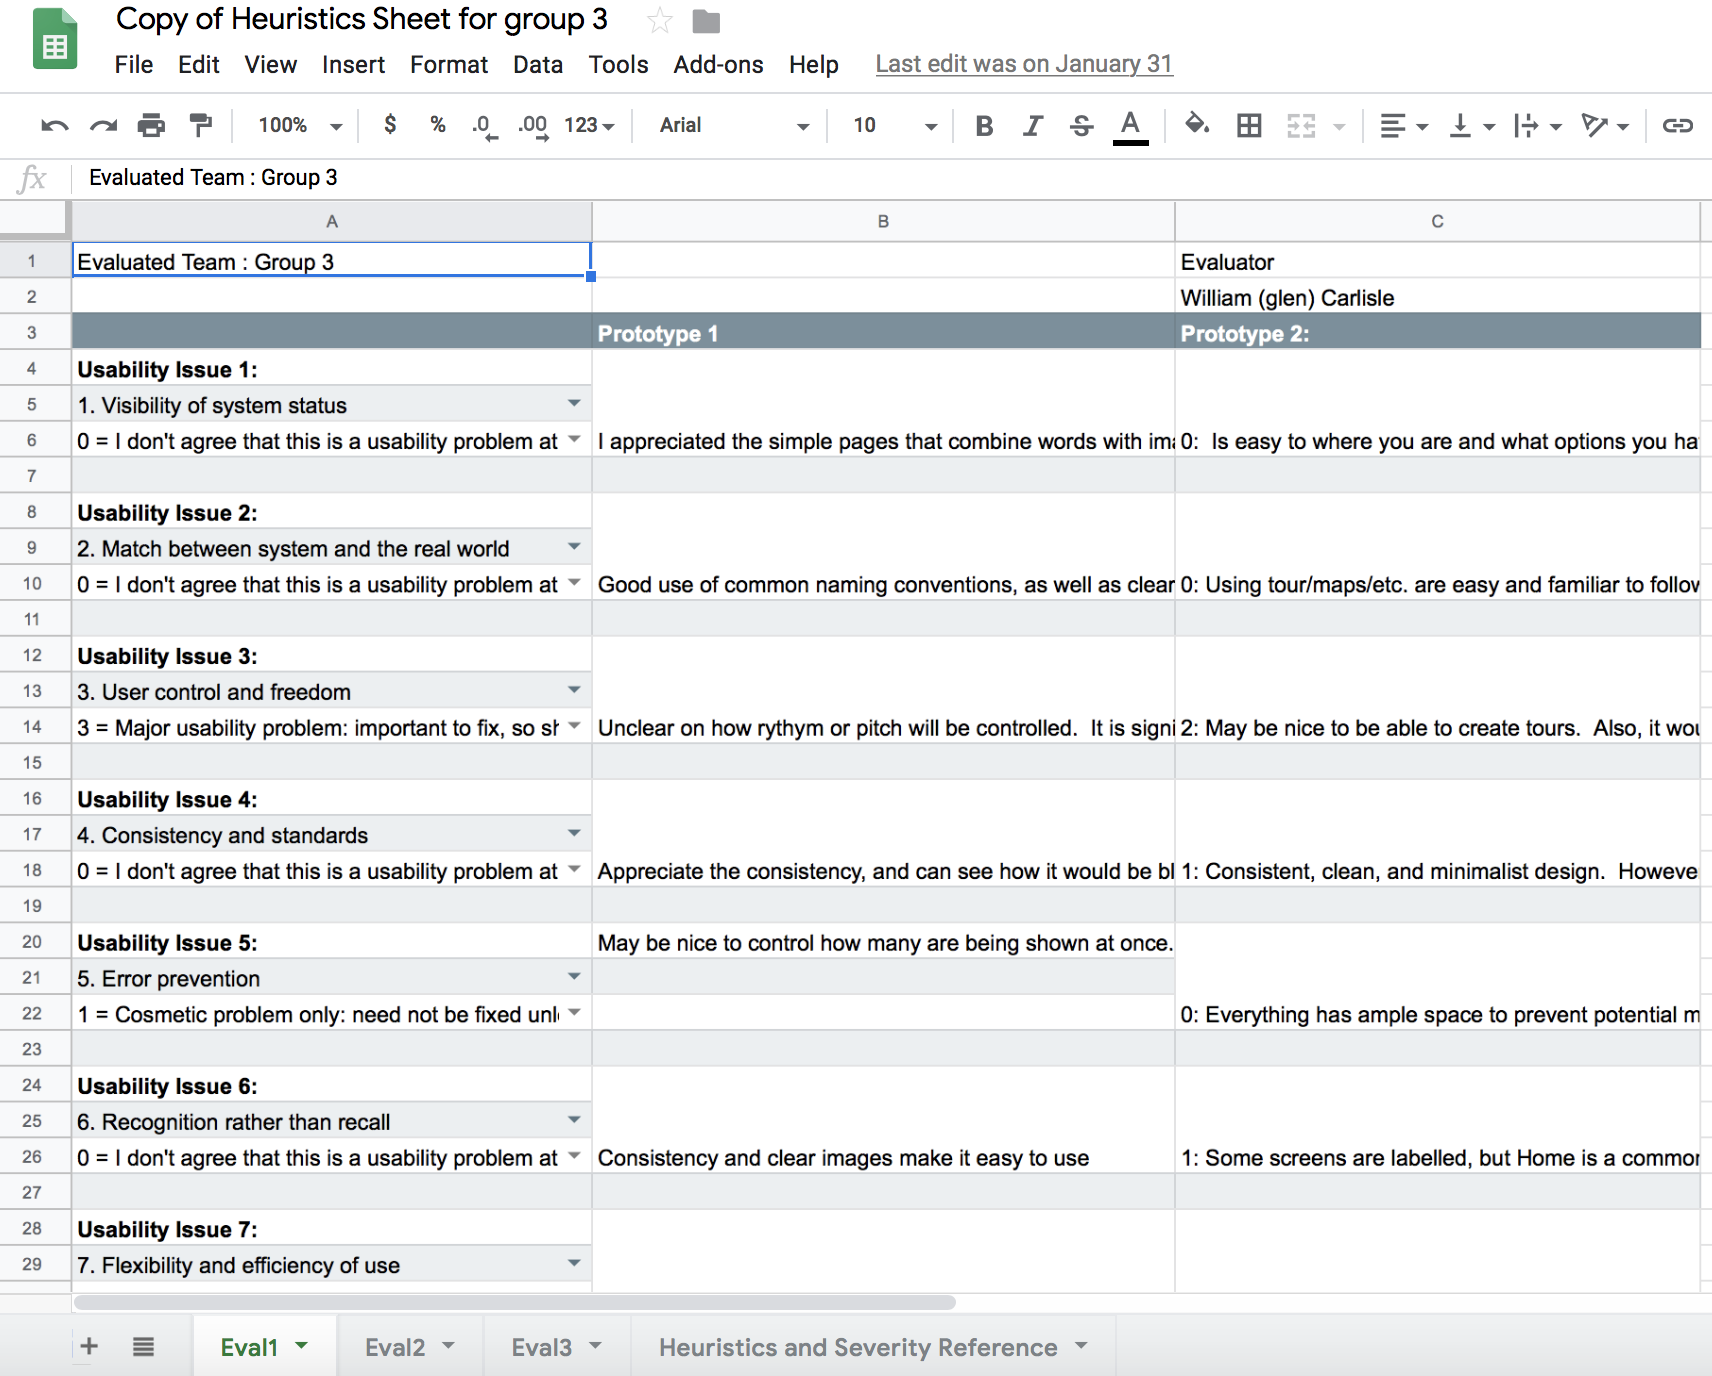 Copy of Heuristics Sheet for group 3
File Edit View Insert Format Data Tools Add-ons Help Last edit was on January 31
100% $ % .0 .00 123 Arial 10 B I S A
fx Evaluated Team : Group 3
A B C
1 Evaluated Team : Group 3 Evaluator
2 William (glen) Carlisle
3 Prototype 1 Prototype 2:
4 Usability Issue 1:
5 1. Visibility of system status
6 0 = I don't agree that this is a usability problem at I appreciated the simple pages that combine words with 0: Is easy to where you are and what options you
7
8 Usability Issue 2:
9 2. Match between system and the real world
10 0 = I don't agree that this is a usability problem at Good use of common naming conventions, as well as clear 0: Using tour/maps/etc. are easy and familiar to
11
12 Usability Issue 3:
13 3. User control and freedom
14 3 = Major usability problem: important to fix, so Unclear on how rythym or pitch will be controlled. It is 2: May be nice to be able to create tours. Also, it
15
16 Usability Issue 4:
17 4. Consistency and standards
18 0 = I don't agree that this is a usability problem at Appreciate the consistency, and can see how it would be 1: Consistent, clean, and minimalist design.
19
20 Usability Issue 5: May be nice to control how many are being shown at once.
21 5. Error prevention
22 1 = Cosmetic problem only: need not be fixed 0: Everything has ample space to prevent potential
23
24 Usability Issue 6:
25 6. Recognition rather than recall
26 0 = I don't agree that this is a usability problem at Consistency and clear images make it easy to use 1: Some screens are labelled, but Home is a
27
28 Usability Issue 7:
29 7. Flexibility and efficiency of use
+ Eval1 Eval2 Eval3 Heuristics and Severity Reference